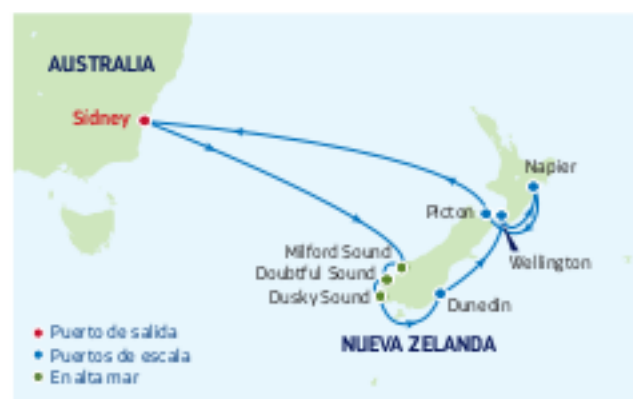 AUSTRALIA
Sidney
Napier
Picton
Wellington
Milford Sound
Doubtful Sound
Dusky Sound
Dunedin
NUEVA ZELANDA
Puerto de salida
Puertos de escala
En alta mar